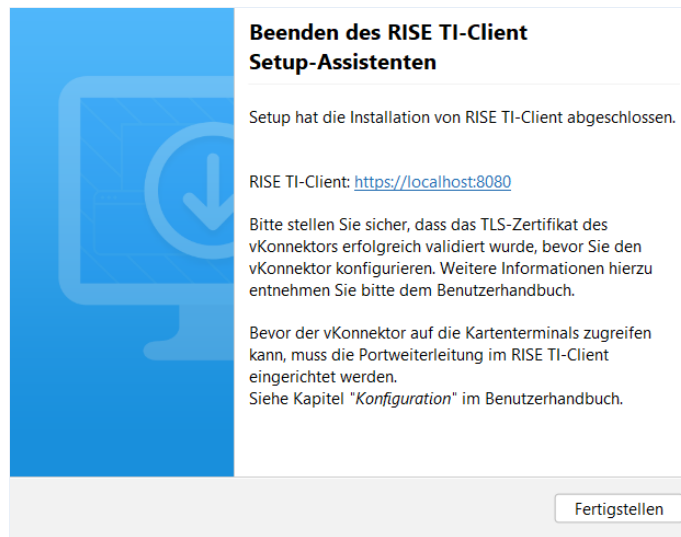 Beenden des RISE TI-Client
Setup-Assistenten
Setup hat die Installation von RISE TI-Client abgeschlossen.
RISE TI-Client: https://localhost:8080
Bitte stellen Sie sicher, dass das TLS-Zertifikat des
vKonnektors erfolgreich validiert wurde, bevor Sie den
vKonnektor konfigurieren. Weitere Informationen hierzu
entnehmen Sie bitte dem Benutzerhandbuch.
Bevor der vKonnektor auf die Kartenterminals zugreifen
kann, muss die Portweiterleitung im RISE TI-Client
eingerichtet werden.
Siehe Kapitel "Konfiguration" im Benutzerhandbuch.
Fertigstellen